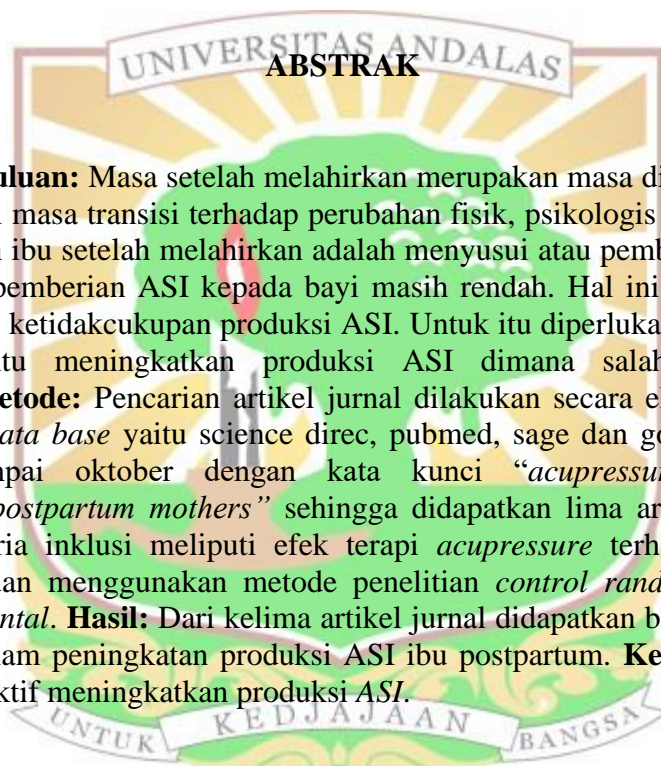 UNIVERSITAS ANDALAS
ABSTRAK
uluan: Masa setelah melahirkan merupakan masa di
masa transisi terhadap perubahan fisik, psikologis
ibu setelah melahirkan adalah menyusui atau pemb
pemberian ASI kepada bayi masih rendah. Hal ini
ketidakcukupan produksi ASI. Untuk itu diperluka
tu meningkatkan produksi ASI dimana salah
etode: Pencarian artikel jurnal dilakukan secara e
ata base yaitu science direc, pubmed, sage dan go
npai oktober dengan kata kunci “acupressur
postpartum mothers” sehingga didapatkan lima ar
ria inklusi meliputi efek terapi acupressure terh
dan menggunakan metode penelitian control rand
ental. Hasil: Dari kelima artikel jurnal didapatkan b
lam peningkatan produksi ASI ibu postpartum. Ke
ktif meningkatkan produksi ASI.
UNTUK KEDJAJAAN BANGSA